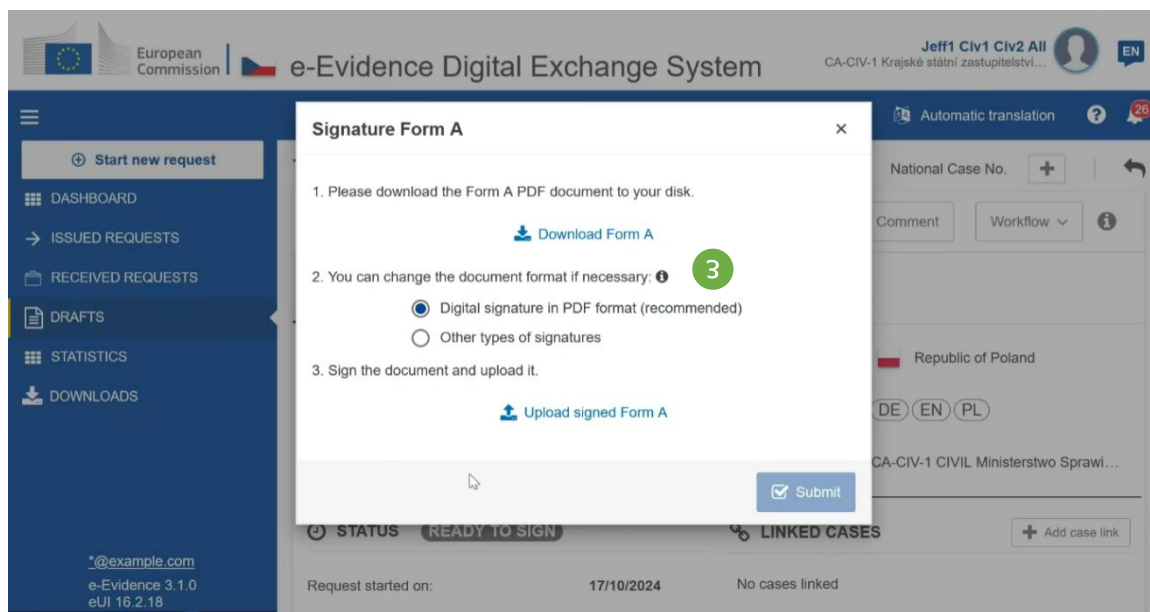 European
Commission
e-Evidence Digital Exchange System
Jeff1 Civ1 Civ2 All
CA-CIV-1 Krajské státní zastupitelství...
EN
Automatic translation
26
Start new request
DASHBOARD
ISSUED REQUESTS
RECEIVED REQUESTS
DRAFTS
STATISTICS
DOWNLOADS
*@example.com
e-Evidence 3.1.0
eUI 16.2.18
Signature Form A
1. Please download the Form A PDF document to your disk.
Download Form A
2. You can change the document format if necessary:
3
Digital signature in PDF format (recommended)
Other types of signatures
3. Sign the document and upload it.
Upload signed Form A
Submit
National Case No.
Comment
Workflow
Republic of Poland
DE EN PL
CA-CIV-1 CIVIL Ministerstwo Sprawi...
STATUS READY TO SIGN
Request started on: 17/10/2024
LINKED CASES
Add case link
No cases linked